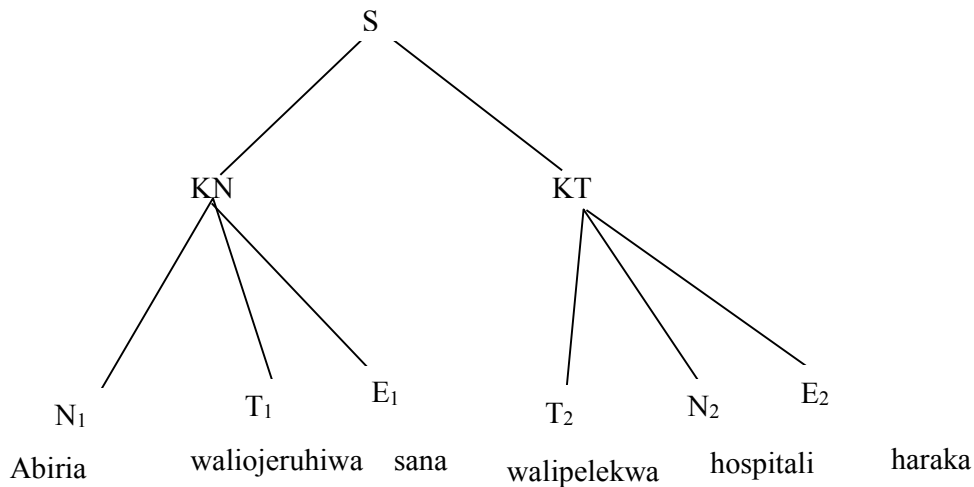 S
KN KT
N₁ T₁ E₁ T₂ N₂ E₂
Abiria waliojeruhiwa sana walipelekwa hospitali haraka